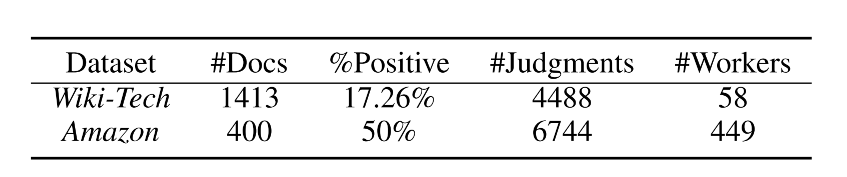 Dataset #Docs %Positive #Judgments #Workers
Wiki-Tech 1413 17.26% 4488 58
Amazon 400 50% 6744 449